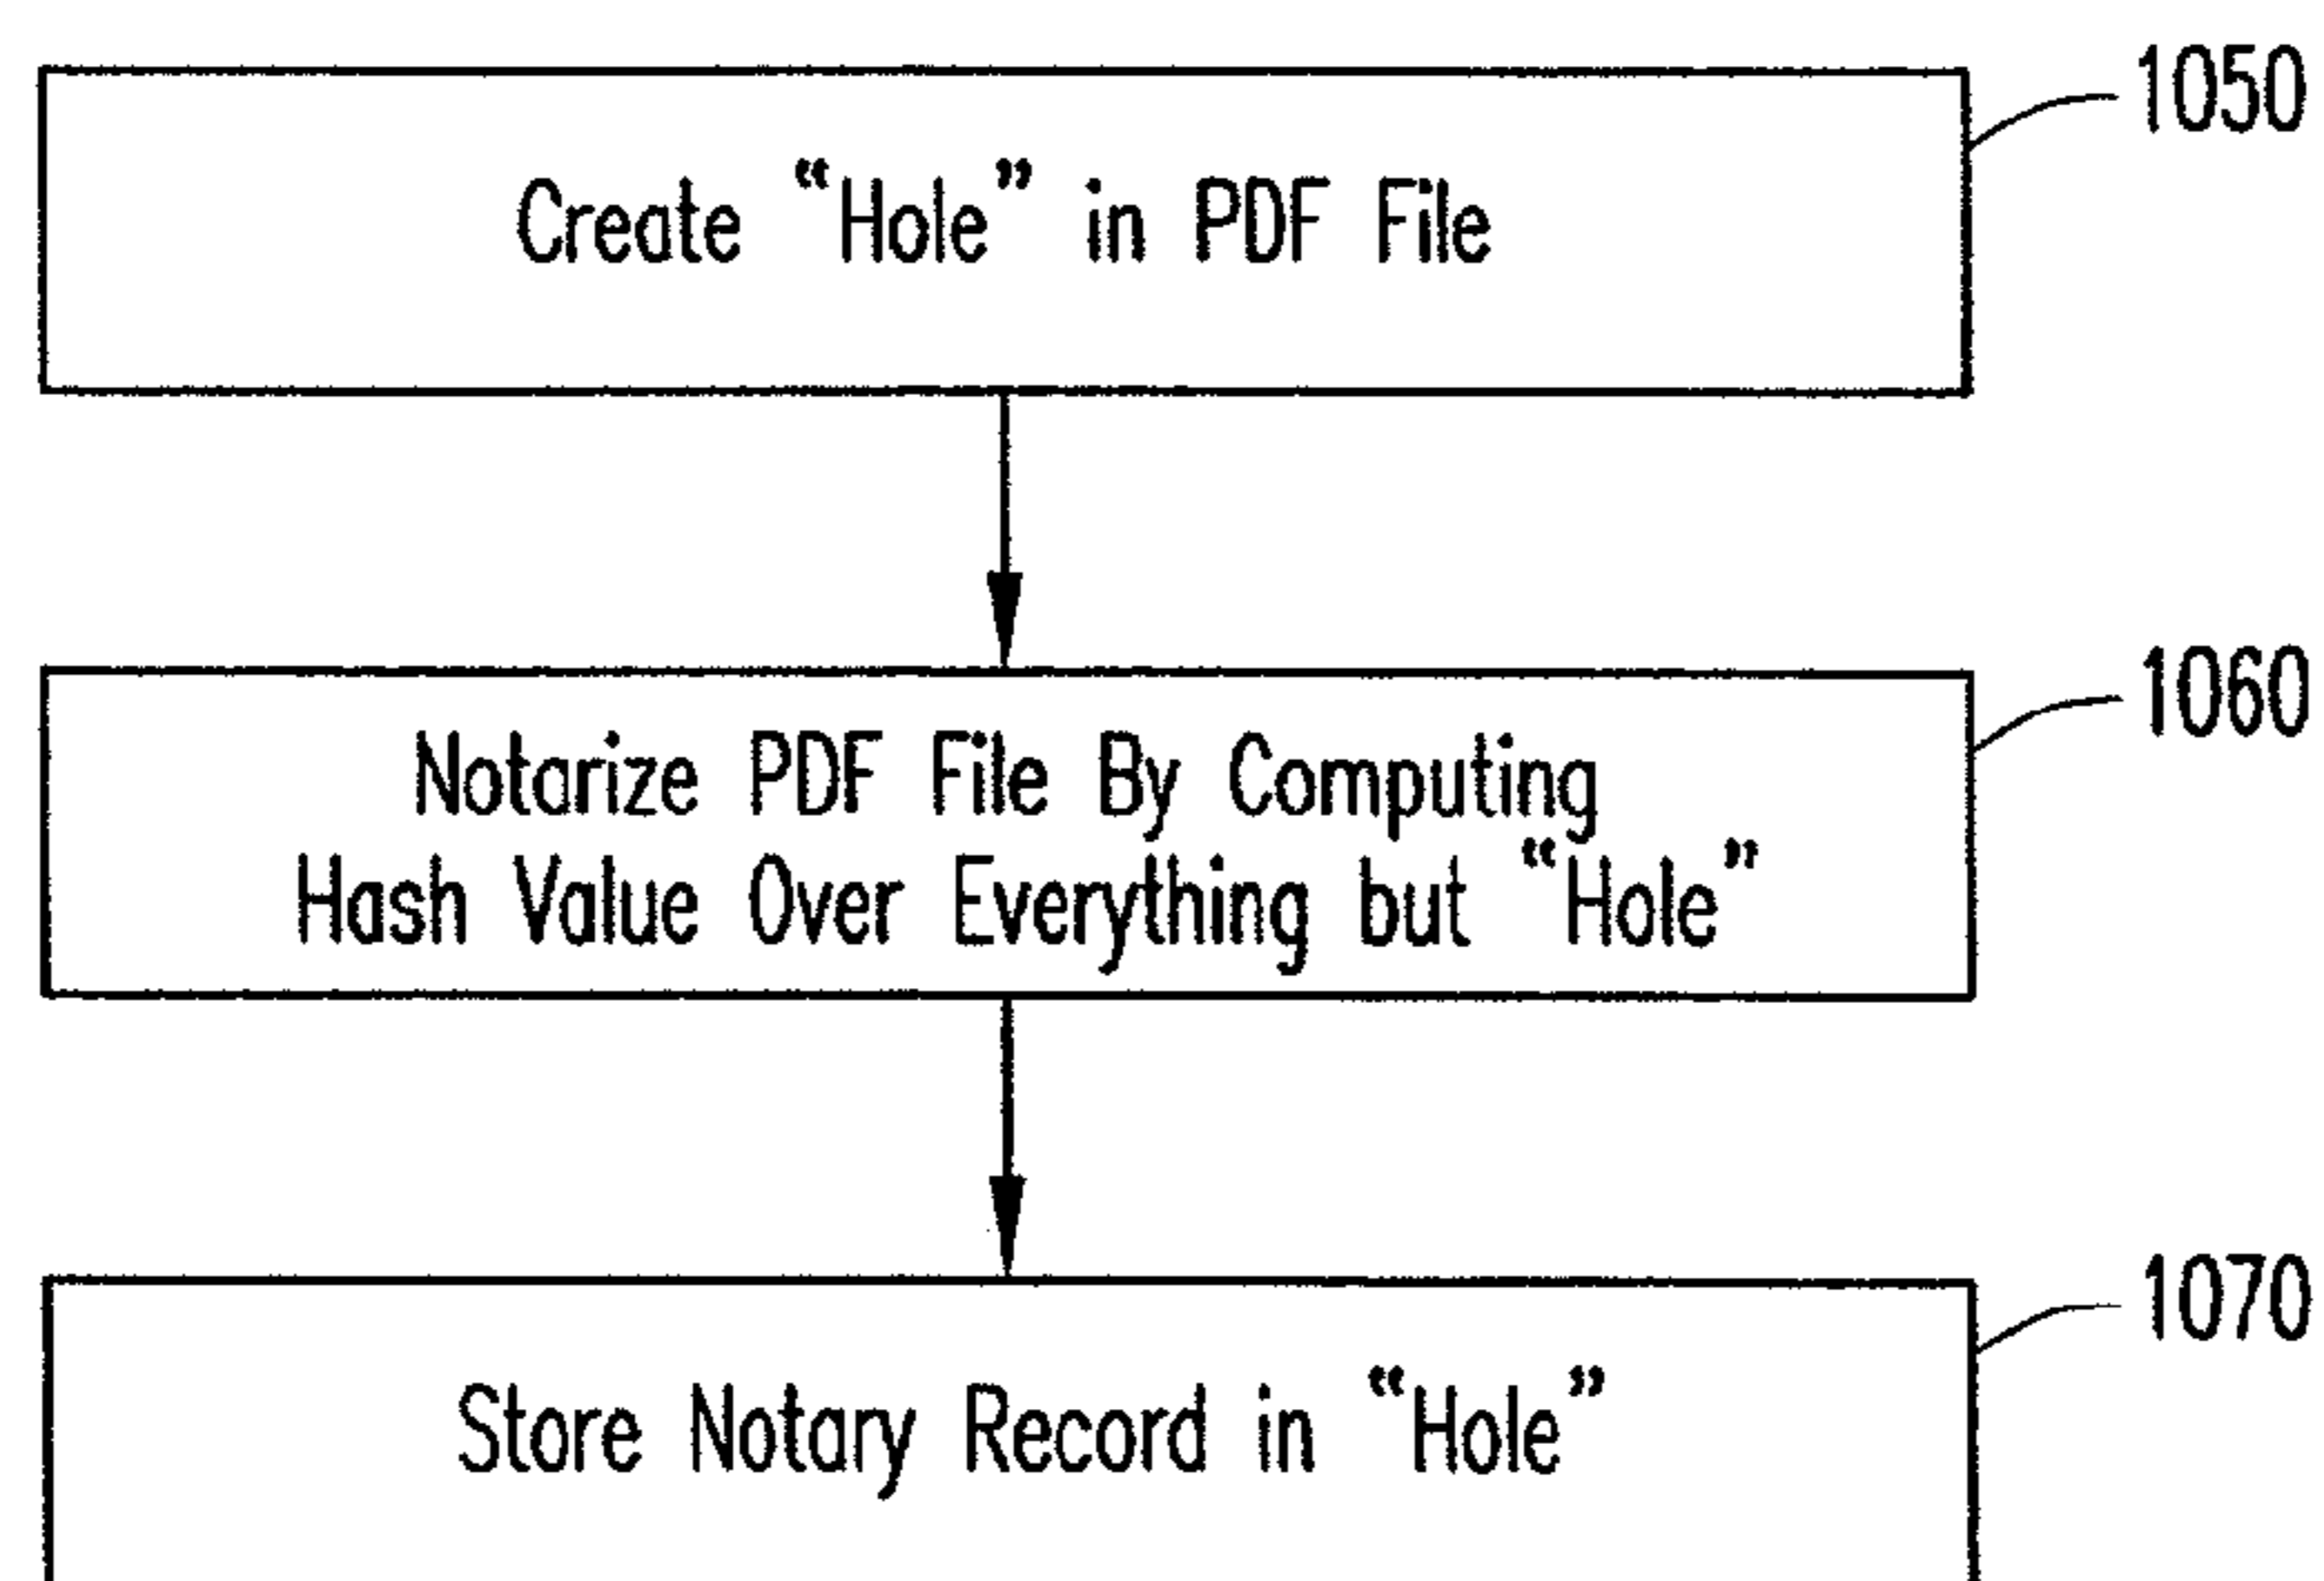 1050
Create “Hole” in PDF File
1060
Notarize PDF File By Computing
Hash Value Over Everything but “Hole”
1070
Store Notary Record in “Hole”